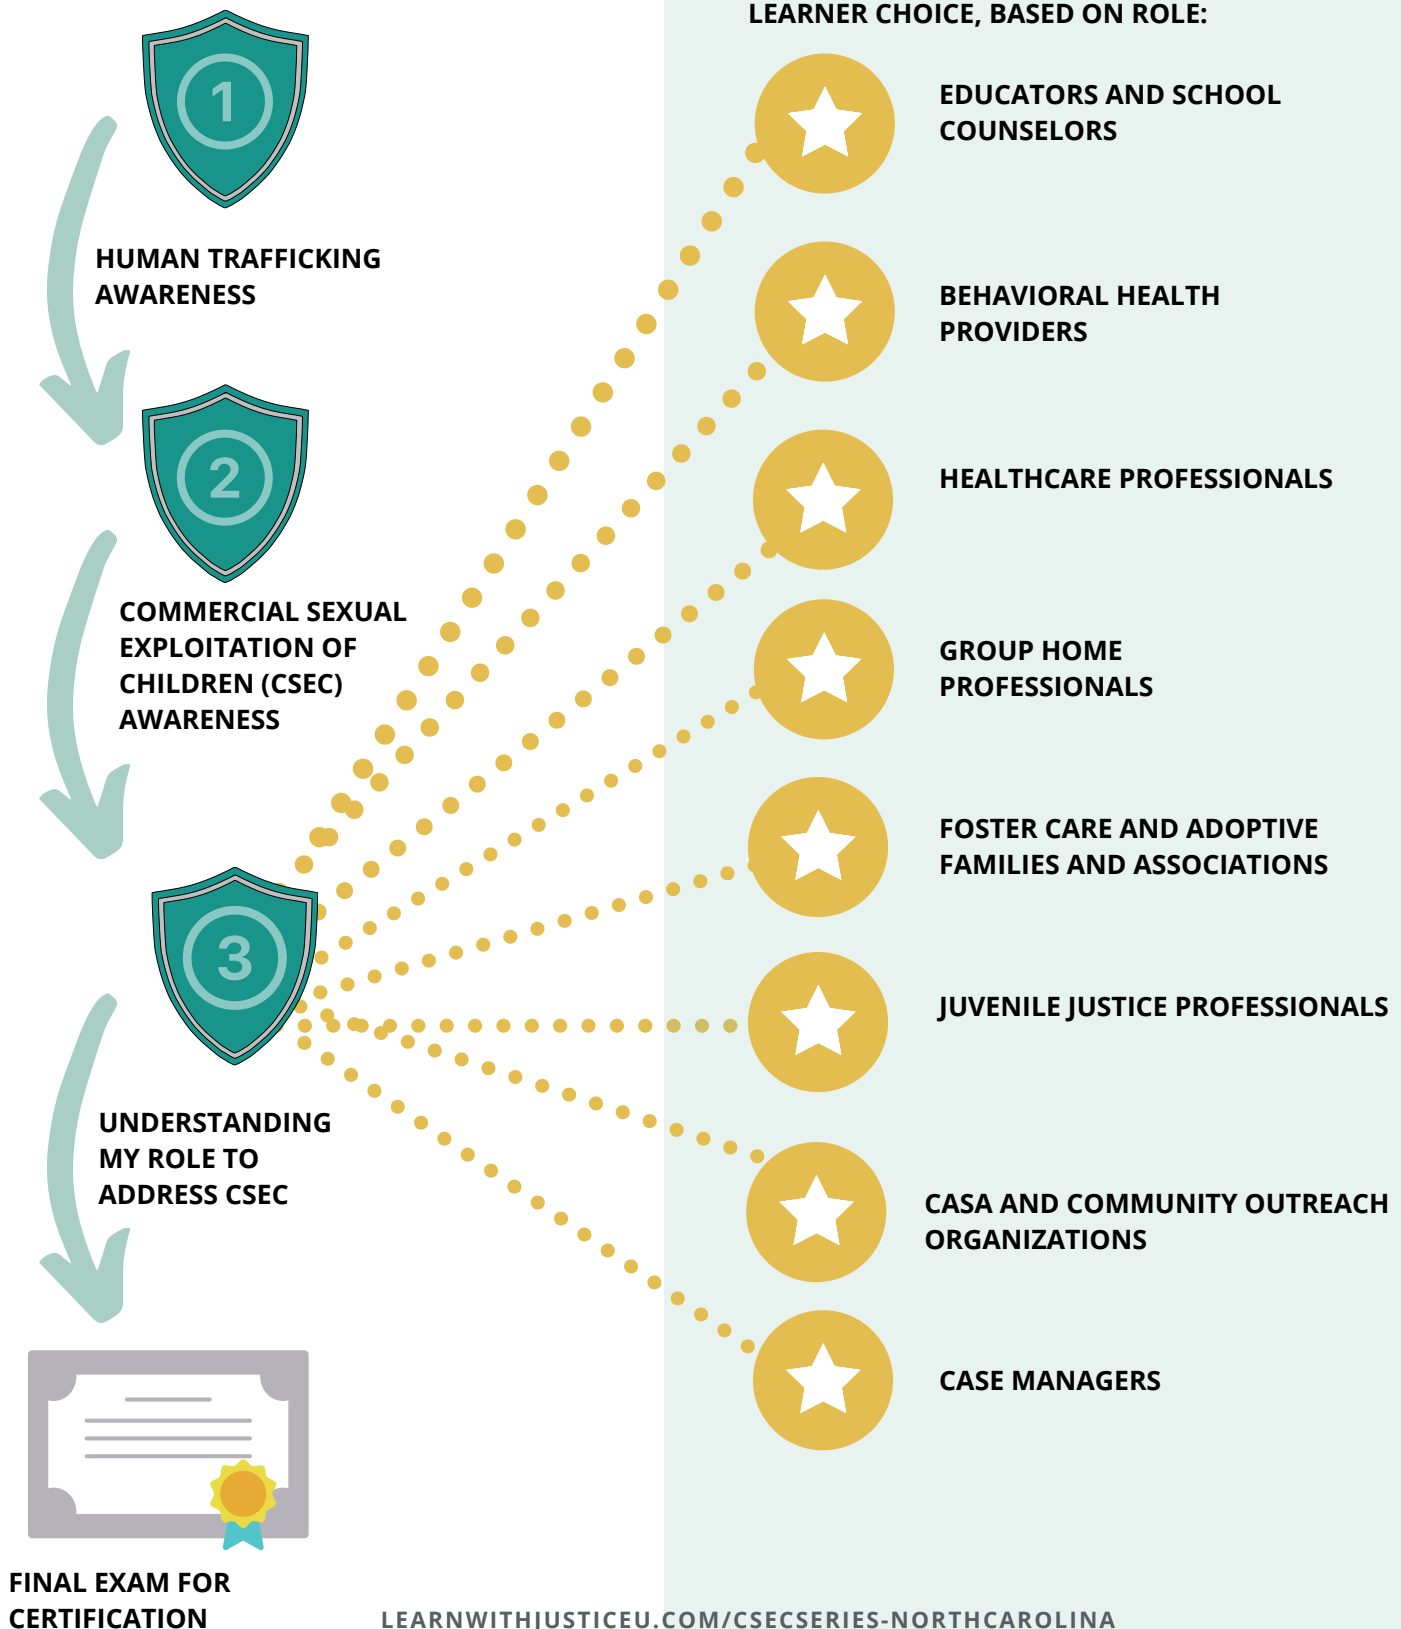 1
HUMAN TRAFFICKING
AWARENESS
2
COMMERCIAL SEXUAL
EXPLOITATION OF
CHILDREN (CSEC)
AWARENESS
3
UNDERSTANDING
MY ROLE TO
ADDRESS CSEC
FINAL EXAM FOR
CERTIFICATION
LEARNER CHOICE, BASED ON ROLE:
EDUCATORS AND SCHOOL
COUNSELORS
BEHAVIORAL HEALTH
PROVIDERS
HEALTHCARE PROFESSIONALS
GROUP HOME
PROFESSIONALS
FOSTER CARE AND ADOPTIVE
FAMILIES AND ASSOCIATIONS
JUVENILE JUSTICE PROFESSIONALS
CASA AND COMMUNITY OUTREACH
ORGANIZATIONS
CASE MANAGERS
LEARNWITHJUSTICEU.COM/CSECSERIES-NORTHCAROLINA